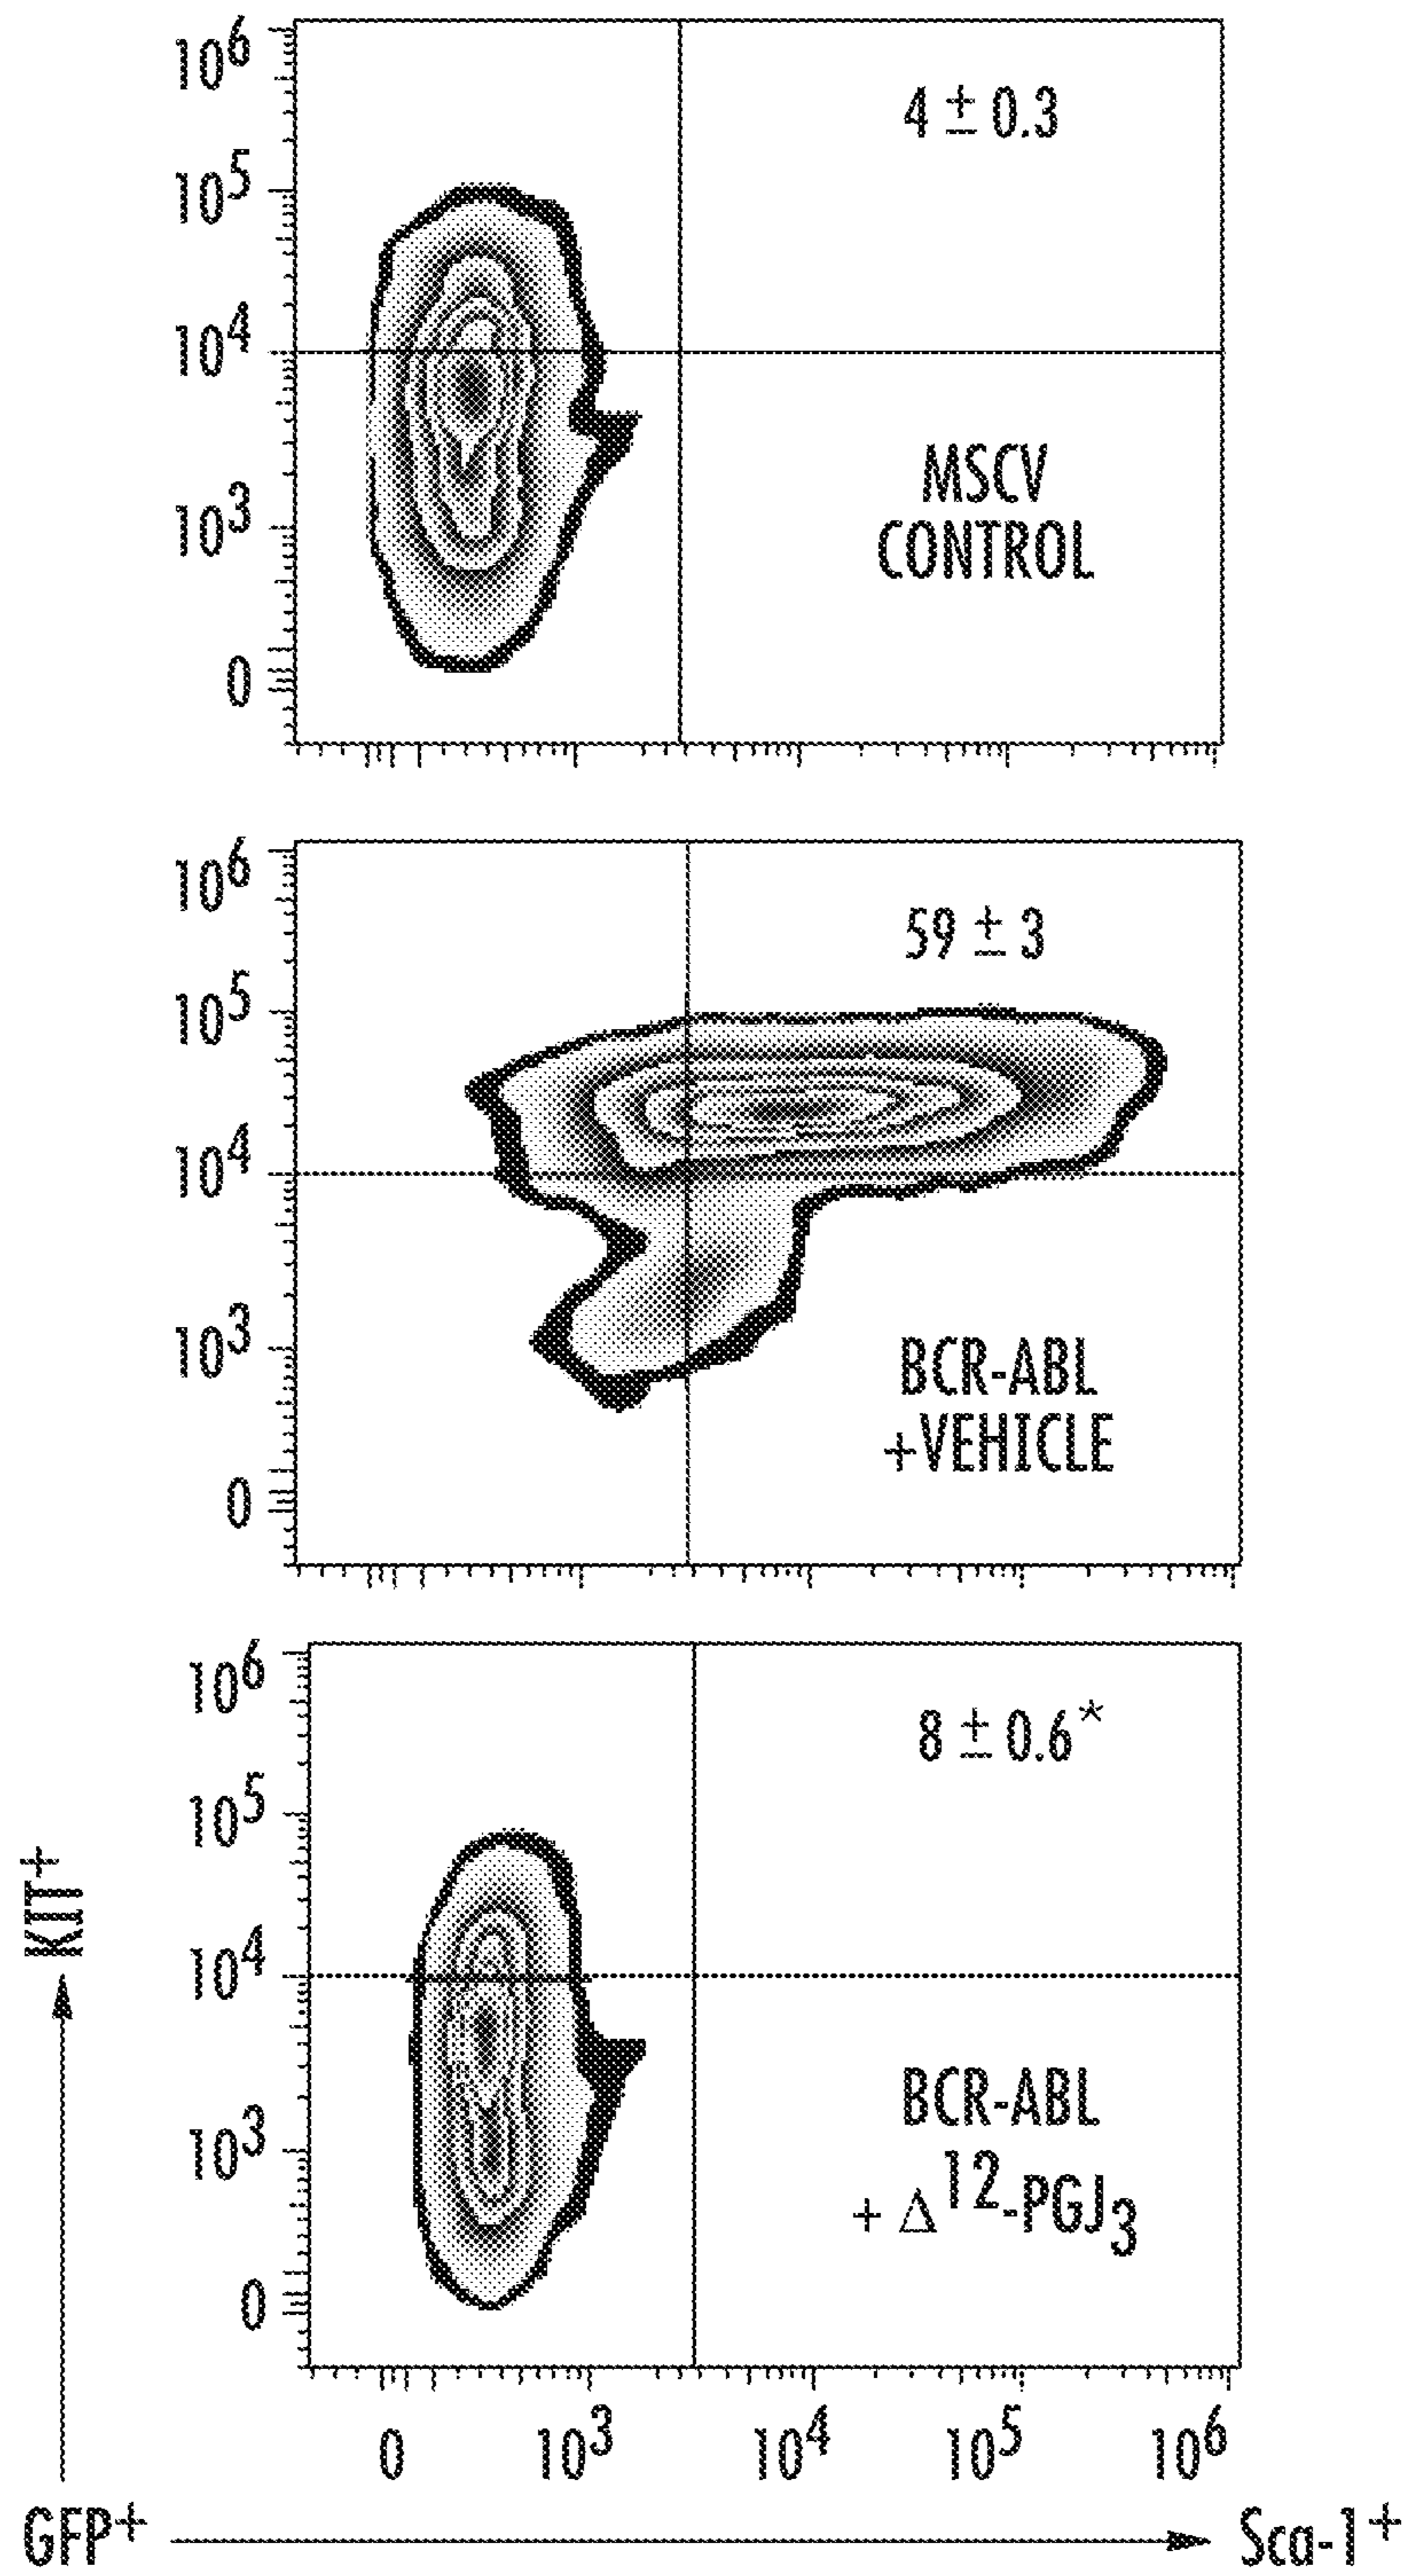 10^6
4 ± 0.3
10^5
10^4
MSCV
CONTROL
10^3
0
10^6
59 ± 3
10^5
10^4
10^3
BCR-ABL
+VEHICLE
0
10^6
8 ± 0.6*
10^5
KIT+
10^4
BCR-ABL
10^3
+ Δ^12-PGJ_3
0
0 10^3 10^4 10^5 10^6
GFP+ Sca-1+